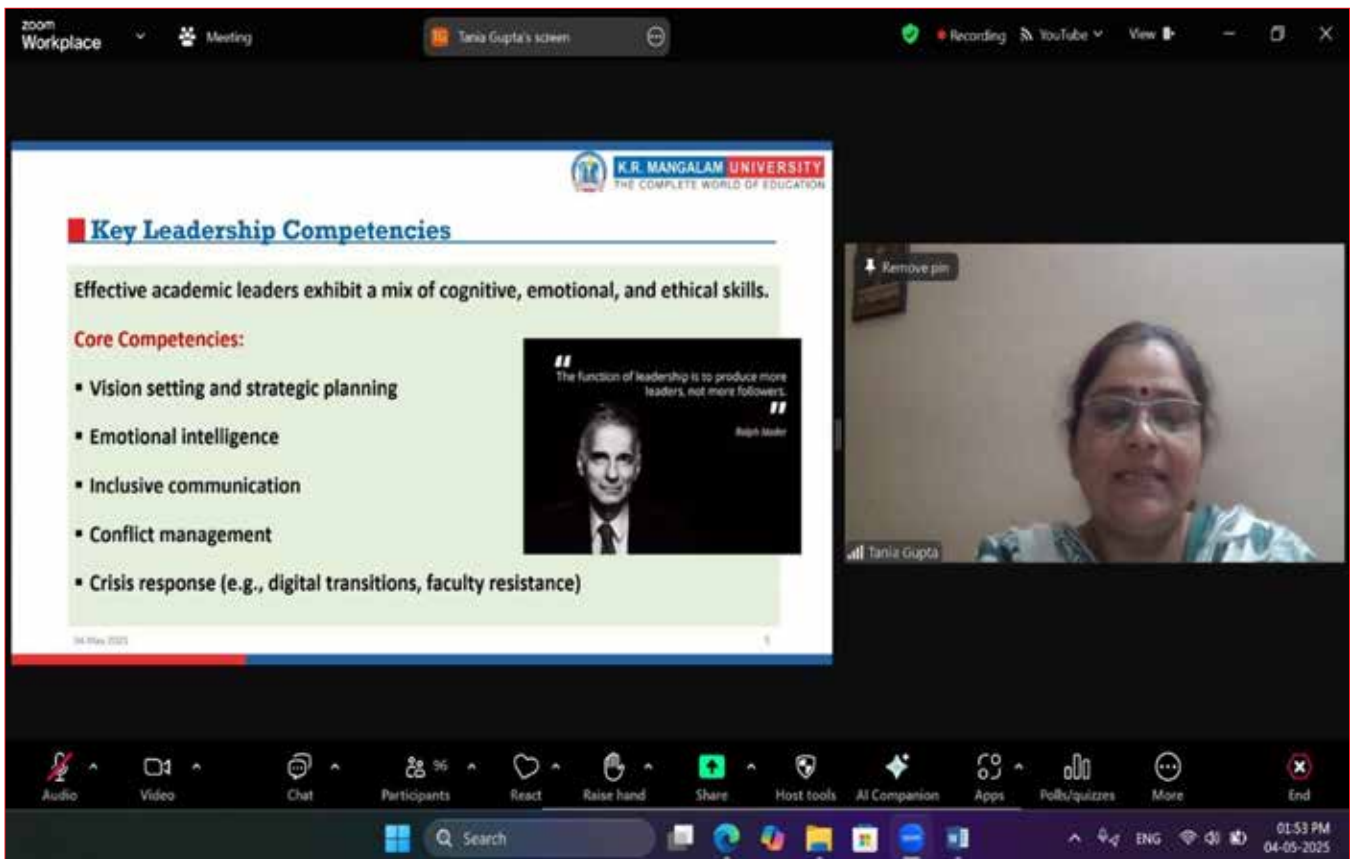 zoom
Workplace
Meeting
Tania Gupta's screen
Recording
YouTube
View
K.R. MANGALAM UNIVERSITY
THE COMPLETE WORLD OF EDUCATION
Key Leadership Competencies
Effective academic leaders exhibit a mix of cognitive, emotional, and ethical skills.
Core Competencies:
▪ Vision setting and strategic planning
▪ Emotional intelligence
▪ Inclusive communication
▪ Conflict management
▪ Crisis response (e.g., digital transitions, faculty resistance)
"
The function of leadership is to produce more
leaders, not more followers.
"
Ralph Nader
04 May 2025
5
Remove pin
Tania Gupta
Audio
Video
Chat
96
Participants
React
Raise hand
Share
Host tools
AI Companion
Apps
Polls/quizzes
More
End
Search
ENG
01:53 PM
04-05-2025